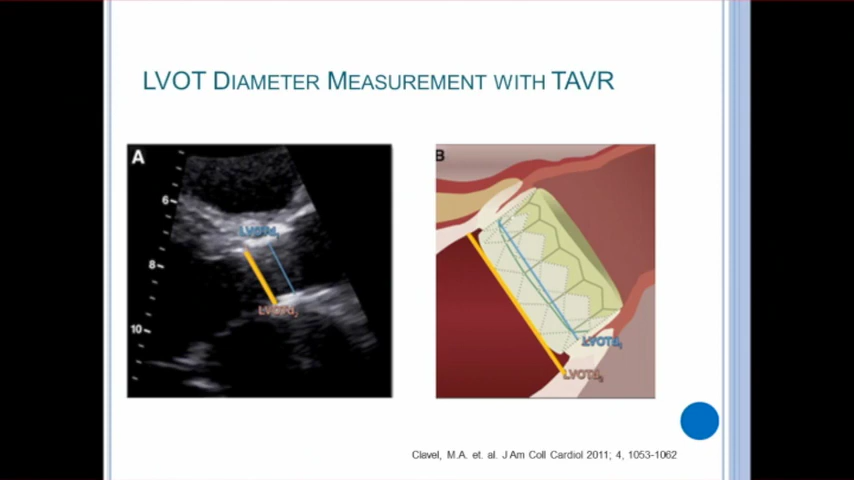 LVOT DIAMETER MEASUREMENT WITH TAVR
A
6
8
10
LVOTd1
LVOTd2
B
LVOTd1
LVOTd2
Clavel, M.A. et. al. J Am Coll Cardiol 2011; 4, 1053-1062